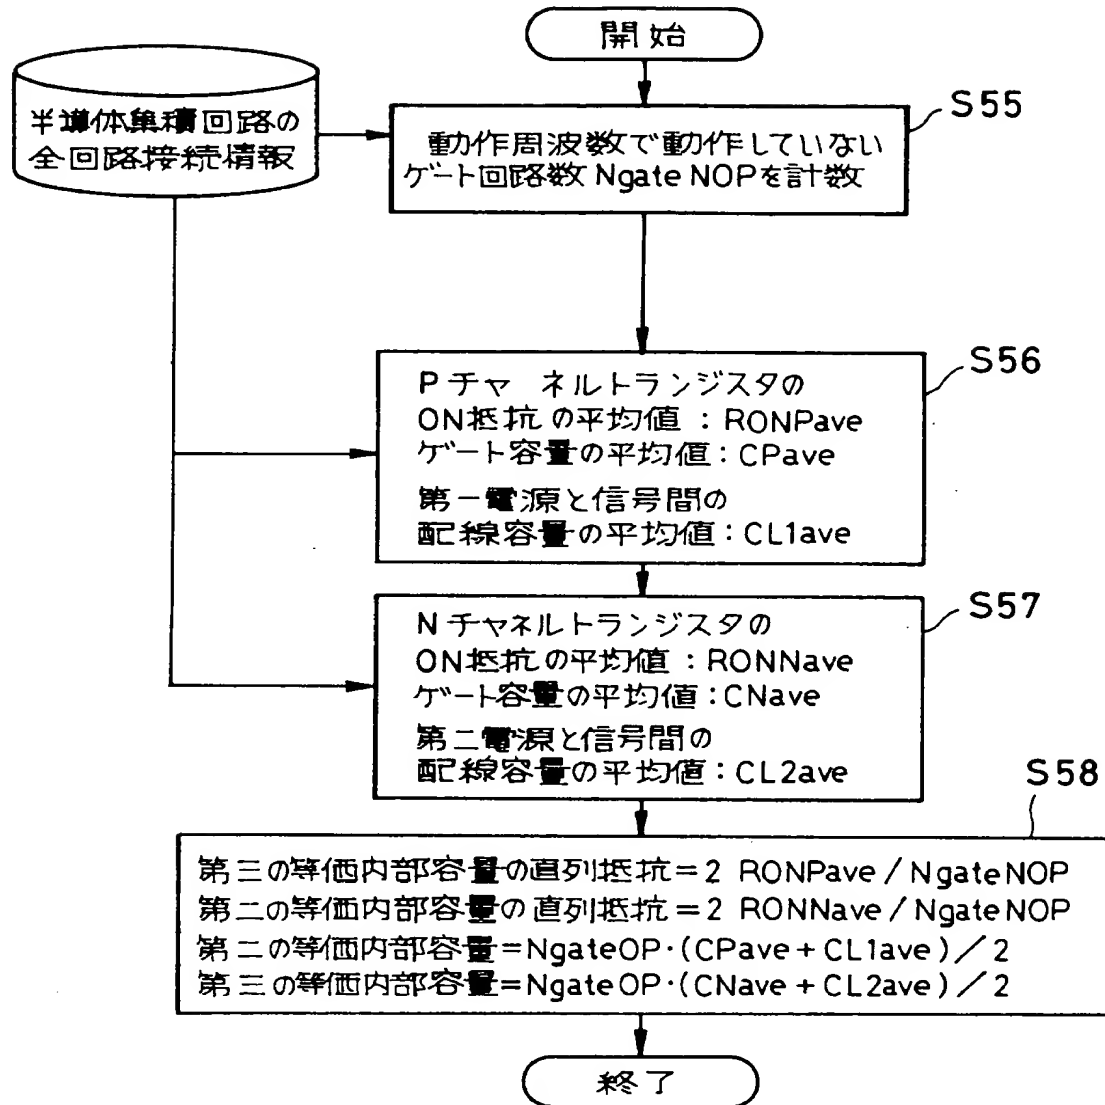 開始
半導体集積回路の
全回路接続情報
S55
動作周波数で動作していない
ゲート回路数 NgateNOPを計数
S56
Pチャネルトランジスタの
ON抵抗の平均値：RONPave
ゲート容量の平均値：CPave
第一電源と信号間の
配線容量の平均値：CL1ave
S57
Nチャネルトランジスタの
ON抵抗の平均値：RONNave
ゲート容量の平均値：CNave
第二電源と信号間の
配線容量の平均値：CL2ave
S58
第三の等価内部容量の直列抵抗＝2 RONPave/NgateNOP
第二の等価内部容量の直列抵抗＝2 RONNave/NgateNOP
第二の等価内部容量＝NgateOP·(CPave+CL1ave)／2
第三の等価内部容量＝NgateOP·(CNave+CL2ave)／2
終了